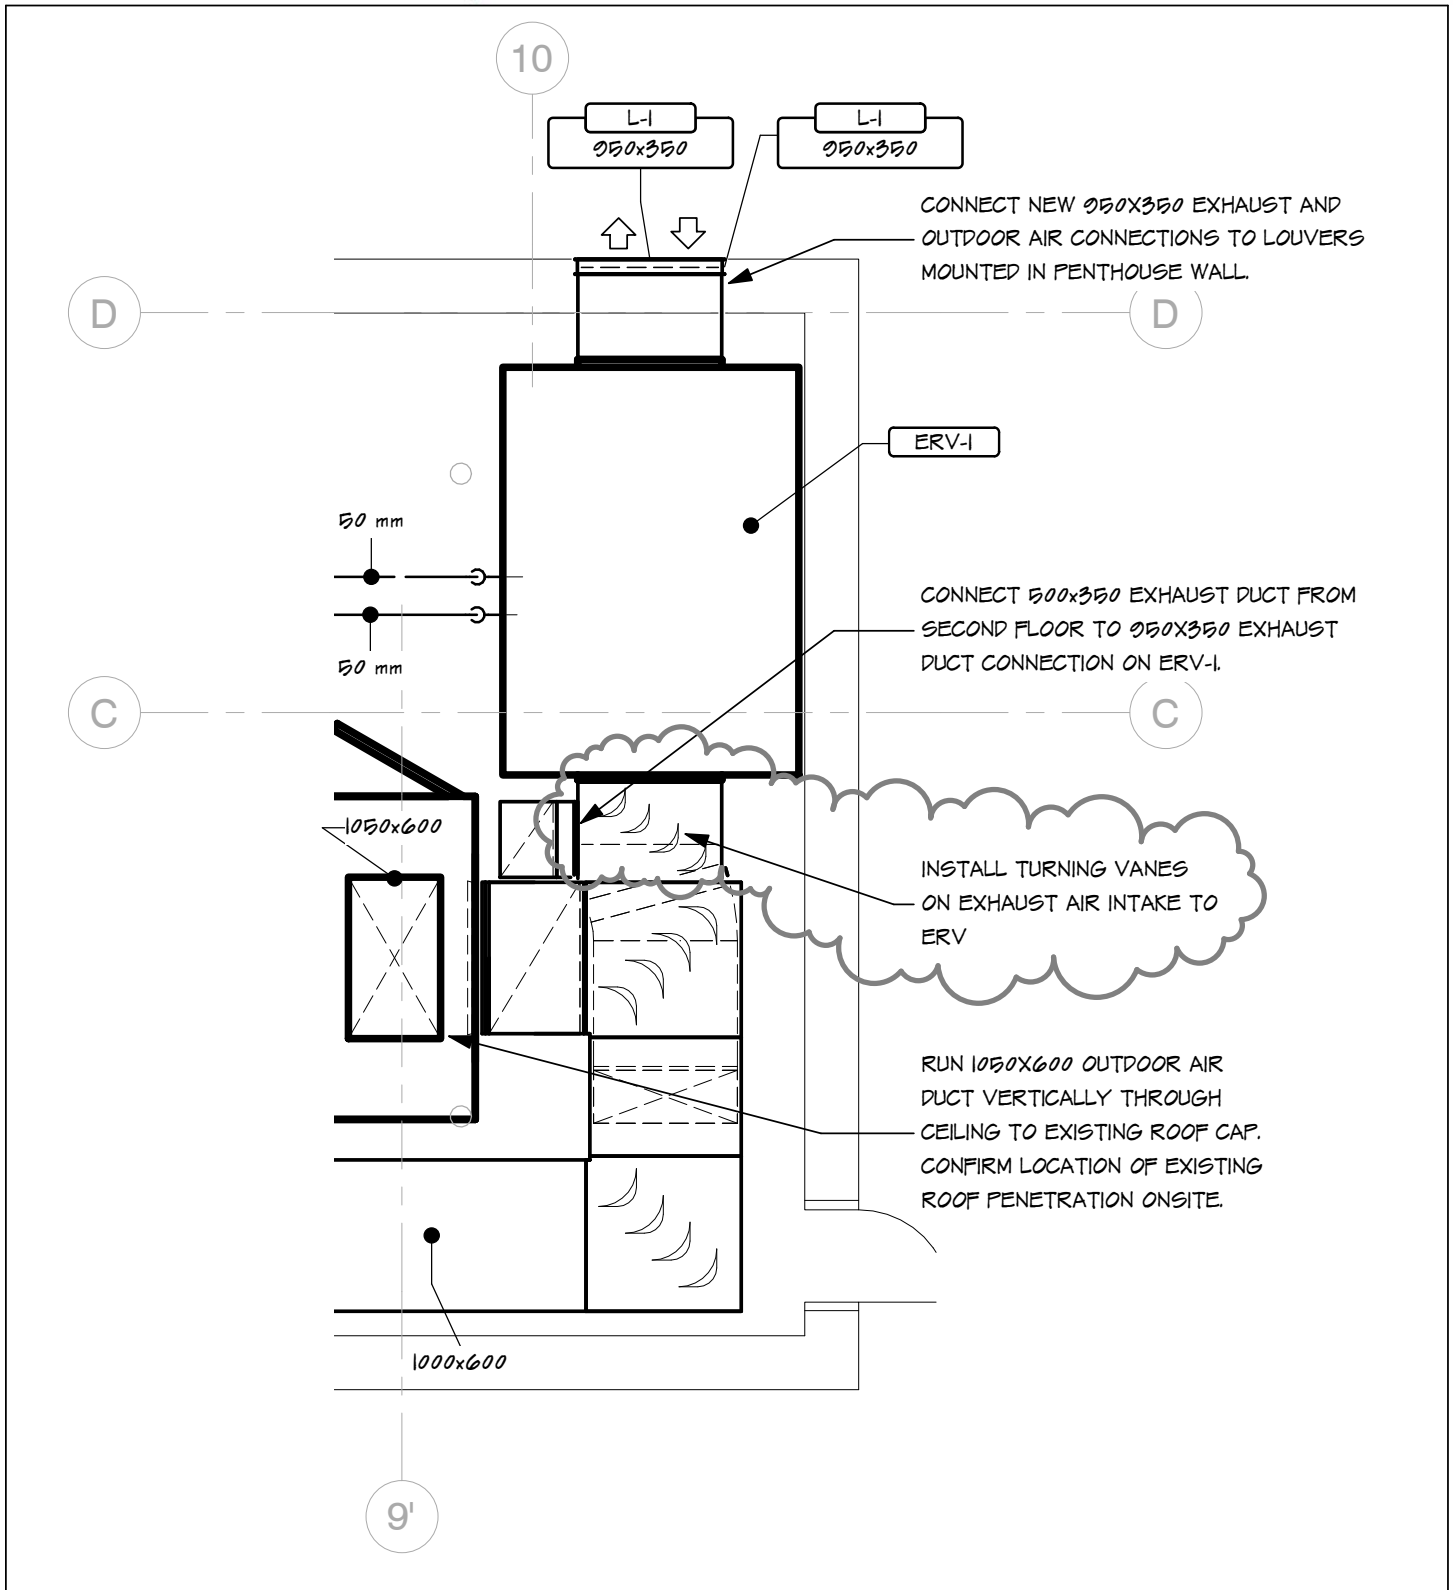 10
L-1
950x350
L-1
950x350
CONNECT NEW 950X350 EXHAUST AND
OUTDOOR AIR CONNECTIONS TO LOUVERS
MOUNTED IN PENTHOUSE WALL.
D
D
ERV-1
50 mm
50 mm
CONNECT 500x350 EXHAUST DUCT FROM
SECOND FLOOR TO 950X350 EXHAUST
DUCT CONNECTION ON ERV-1.
C
C
1050x600
INSTALL TURNING VANES
ON EXHAUST AIR INTAKE TO
ERV
RUN 1050X600 OUTDOOR AIR
DUCT VERTICALLY THROUGH
CEILING TO EXISTING ROOF CAP.
CONFIRM LOCATION OF EXISTING
ROOF PENETRATION ONSITE.
1000x600
9'